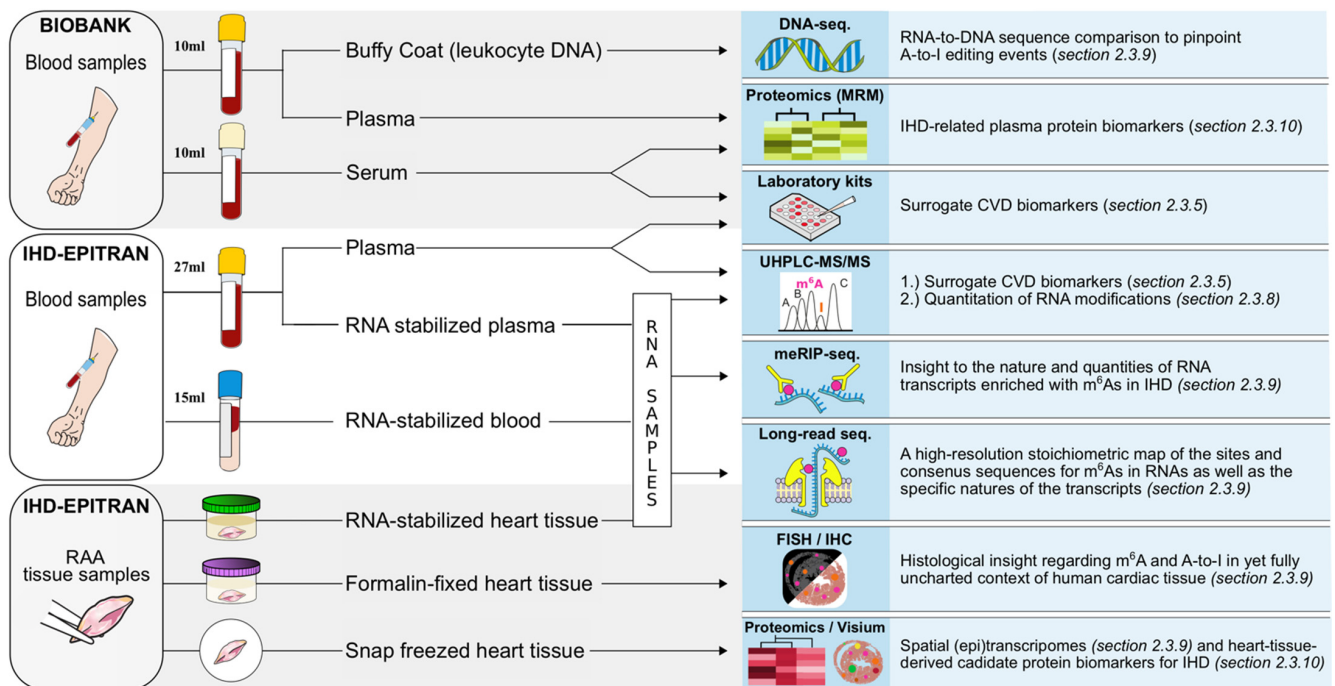 BIOBANK
Blood samples
10ml
10ml
Buffy Coat (leukocyte DNA)
Plasma
Serum
IHD-EPITRAN
Blood samples
27ml
15ml
Plasma
RNA stabilized plasma
RNA-stabilized blood
IHD-EPITRAN
RAA
tissue samples
RNA-stabilized heart tissue
Formalin-fixed heart tissue
Snap freezed heart tissue
RNA SAMPLES
DNA-seq.
RNA-to-DNA sequence comparison to pinpoint
A-to-I editing events (section 2.3.9)
Proteomics (MRM)
IHD-related plasma protein biomarkers (section 2.3.10)
Laboratory kits
Surrogate CVD biomarkers (section 2.3.5)
UHPLC-MS/MS
m⁶A
A
B
I
C
1.) Surrogate CVD biomarkers (section 2.3.5)
2.) Quantitation of RNA modifications (section 2.3.8)
meRIP-seq.
Insight to the nature and quantities of RNA
transcripts enriched with m⁶As in IHD (section 2.3.9)
Long-read seq.
A high-resolution stoichiometric map of the sites and
consenus sequences for m⁶As in RNAs as well as the
specific natures of the transcripts (section 2.3.9)
FISH / IHC
Histological insight regarding m⁶A and A-to-I in yet fully
uncharted context of human cardiac tissue (section 2.3.9)
Proteomics / Visium
Spatial (epi)transcripomes (section 2.3.9) and heart-tissue-
derived cadidate protein biomarkers for IHD (section 2.3.10)